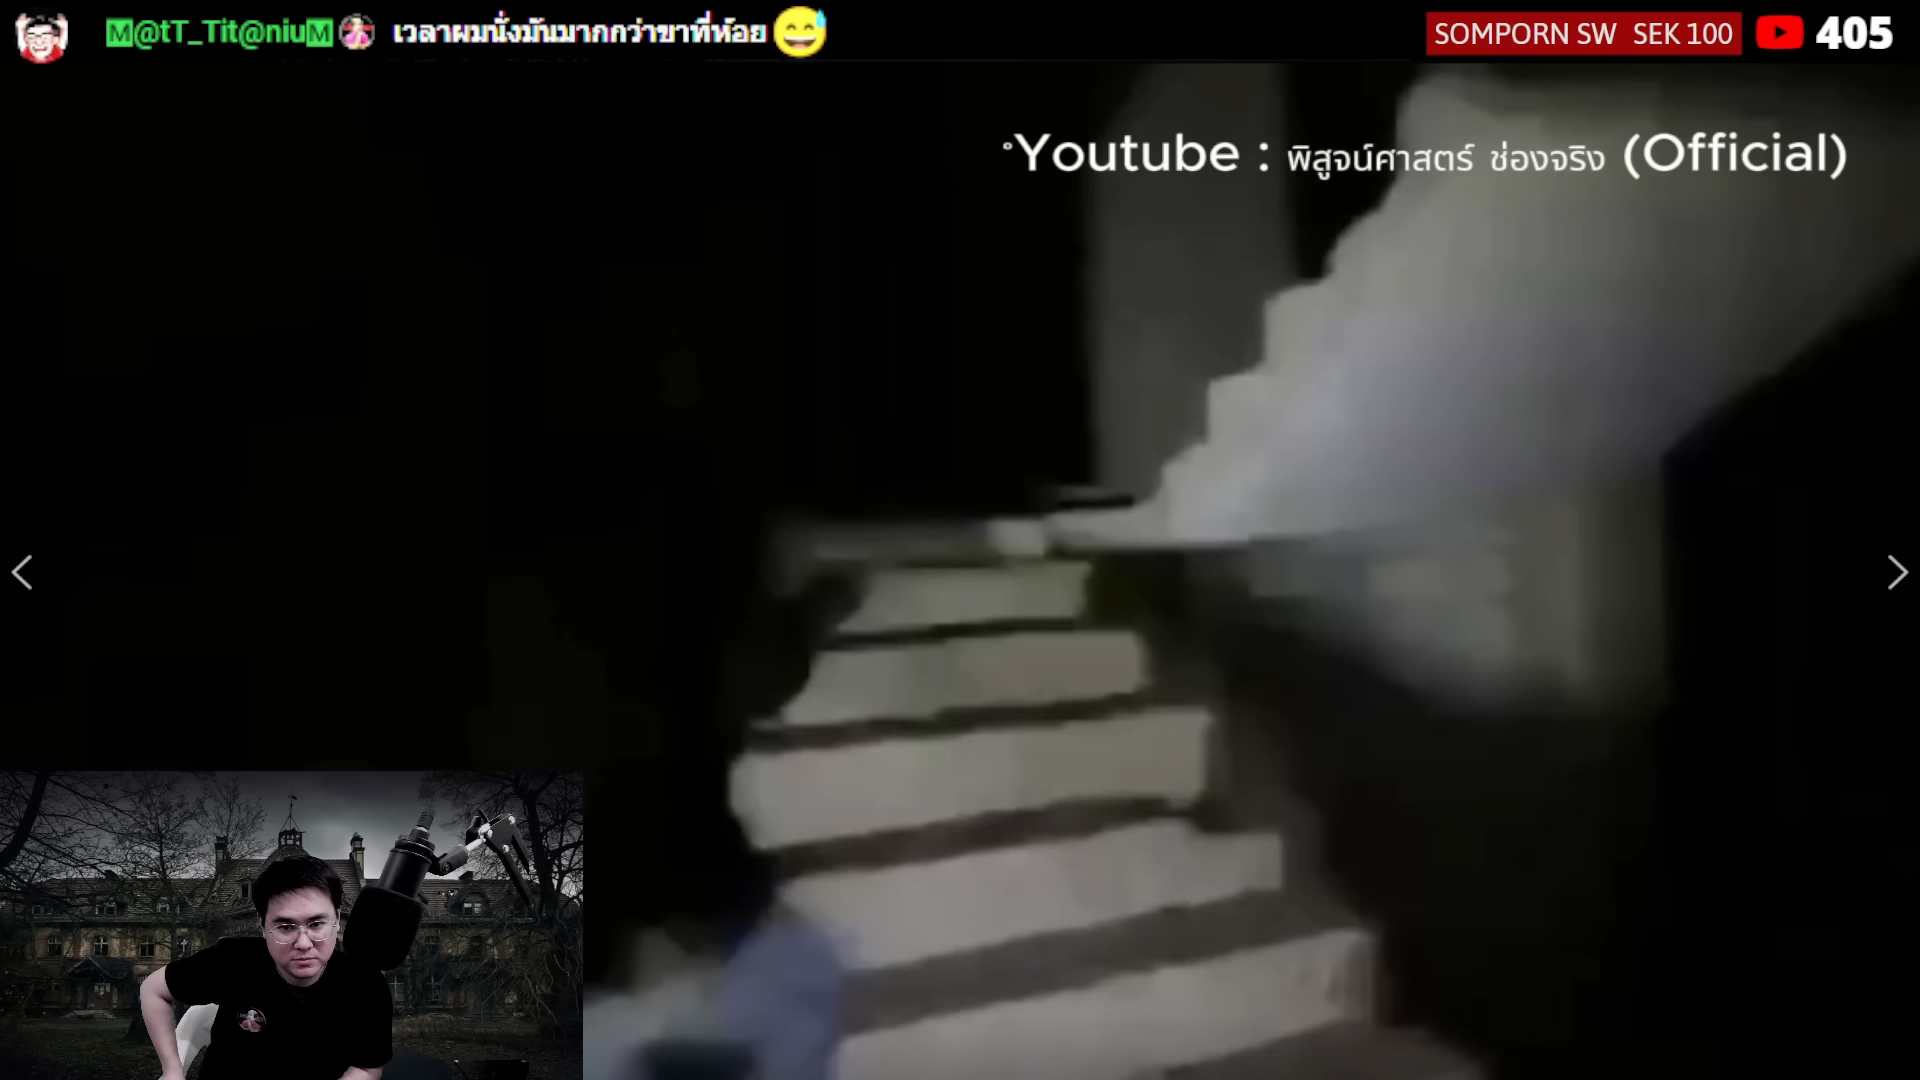 M@tT_Tit@niuM เวลาผมนั่งมันมากกว่าขาที่ห้อย
SOMPORN SW SEK 100
405
Youtube : พิสูจน์ศาสตร์ ช่องจริง (Official)